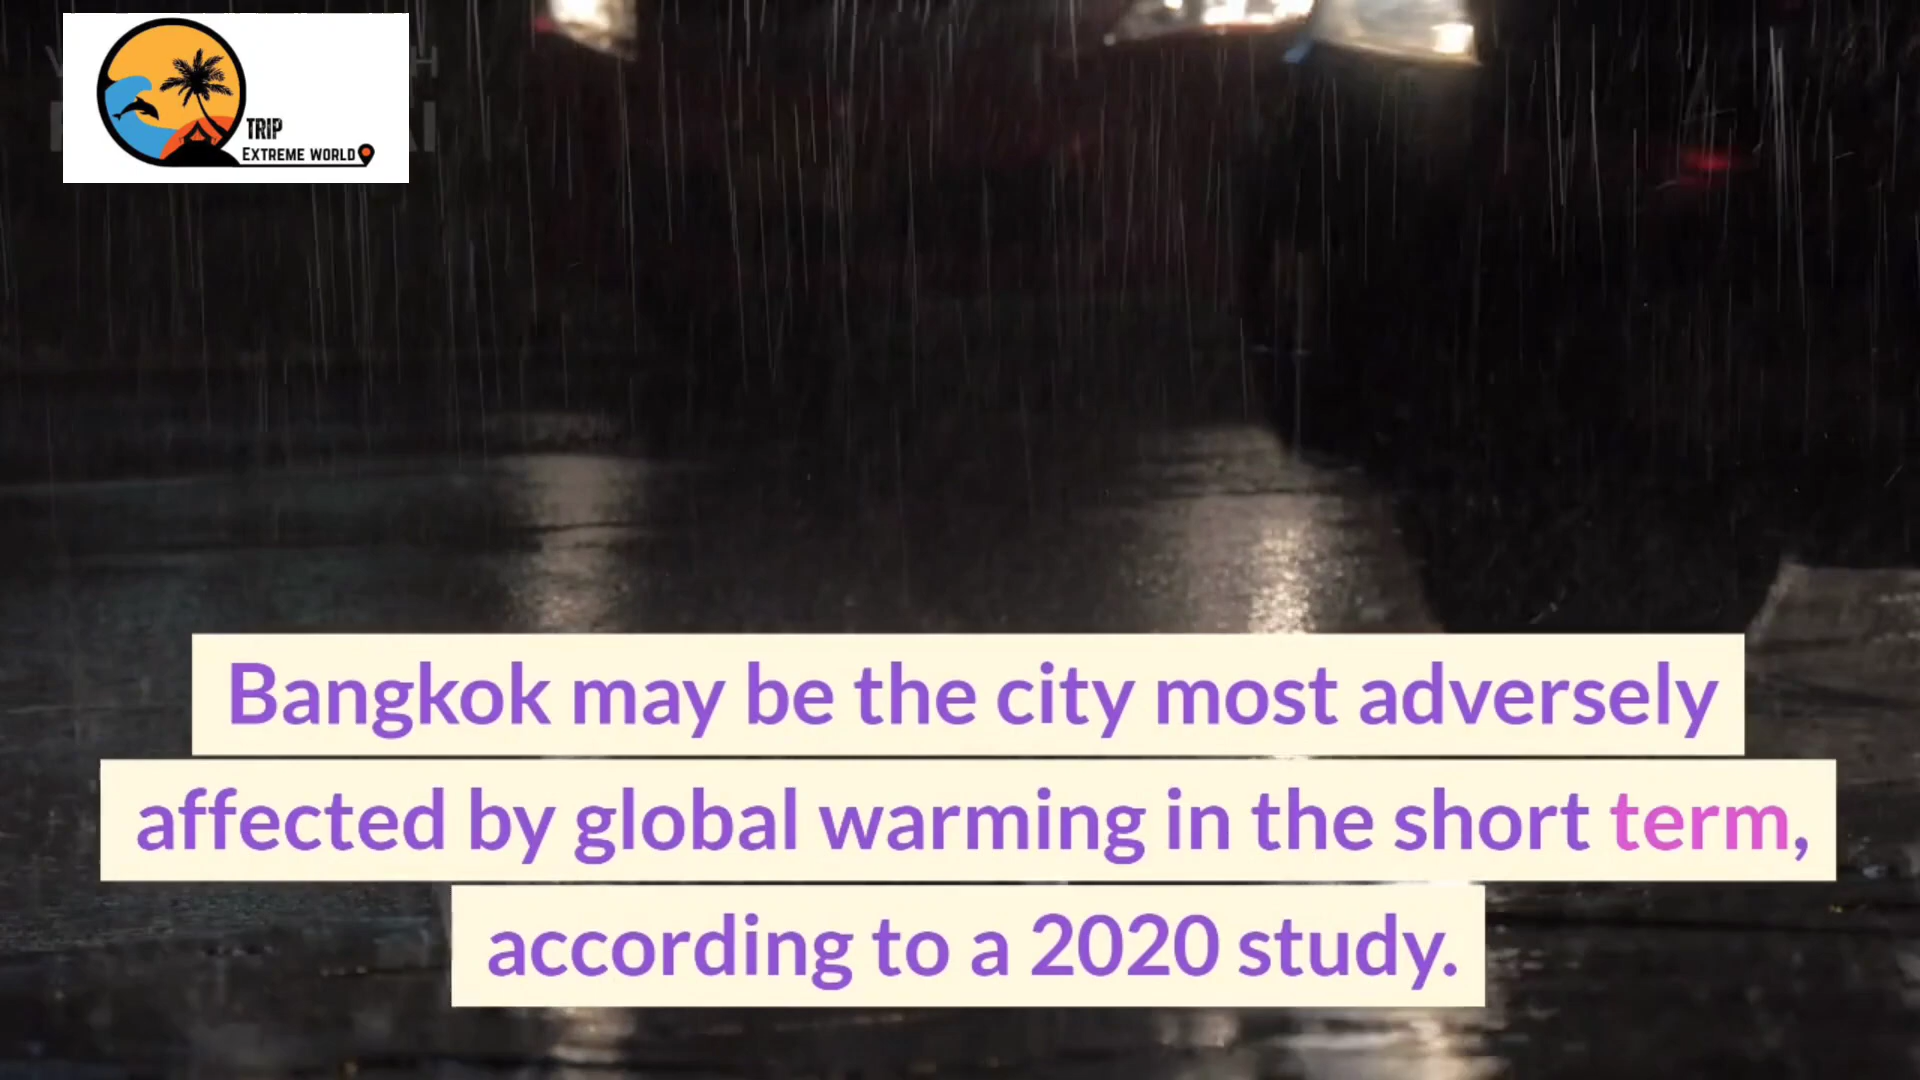 TRIP
EXTREME WORLD
Bangkok may be the city most adversely
affected by global warming in the short term,
according to a 2020 study.